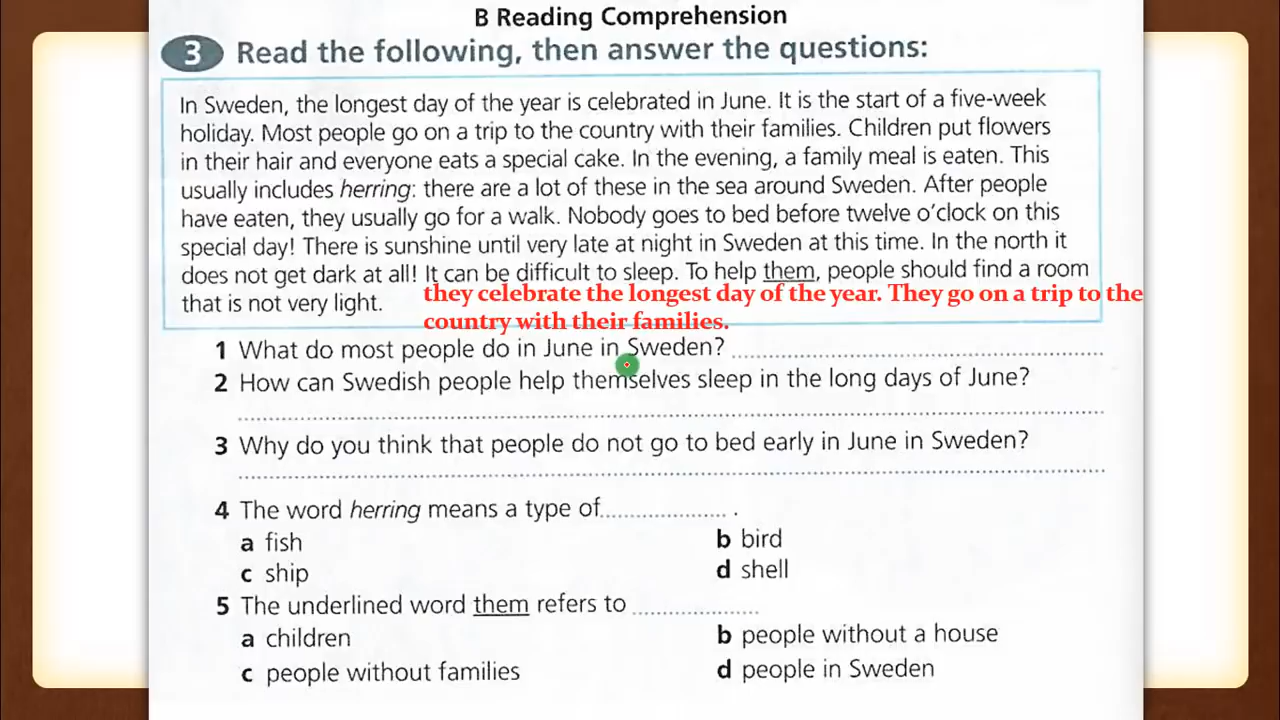 B Reading Comprehension
3 Read the following, then answer the questions:
In Sweden, the longest day of the year is celebrated in June. It is the start of a five-week
holiday. Most people go on a trip to the country with their families. Children put flowers
in their hair and everyone eats a special cake. In the evening, a family meal is eaten. This
usually includes herring: there are a lot of these in the sea around Sweden. After people
have eaten, they usually go for a walk. Nobody goes to bed before twelve o'clock on this
special day! There is sunshine until very late at night in Sweden at this time. In the north it
does not get dark at all! It can be difficult to sleep. To help them, people should find a room
that is not very light.
they celebrate the longest day of the year. They go on a trip to the
country with their families.
1 What do most people do in June in Sweden? ........................................
2 How can Swedish people help themselves sleep in the long days of June?
........................................
3 Why do you think that people do not go to bed early in June in Sweden?
........................................
4 The word herring means a type of.................... .
a fish
b bird
c ship
d shell
5 The underlined word them refers to ....................
a children
b people without a house
c people without families
d people in Sweden